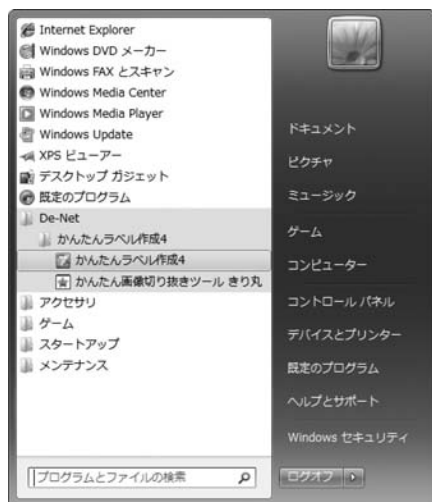 Internet Explorer
Windows DVD メーカー
Windows FAX とスキャン
Windows Media Center
Windows Media Player
Windows Update
XPS ビューアー
デスクトップ ガジェット
既定のプログラム
De-Net
かんたんラベル作成4
かんたんラベル作成4
かんたん画像切り抜きツール きり丸
アクセサリ
ゲーム
スタートアップ
メンテナンス
プログラムとファイルの検索
ドキュメント
ピクチャ
ミュージック
ゲーム
コンピューター
コントロール パネル
デバイスとプリンター
既定のプログラム
ヘルプとサポート
Windows セキュリティ
ログオフ